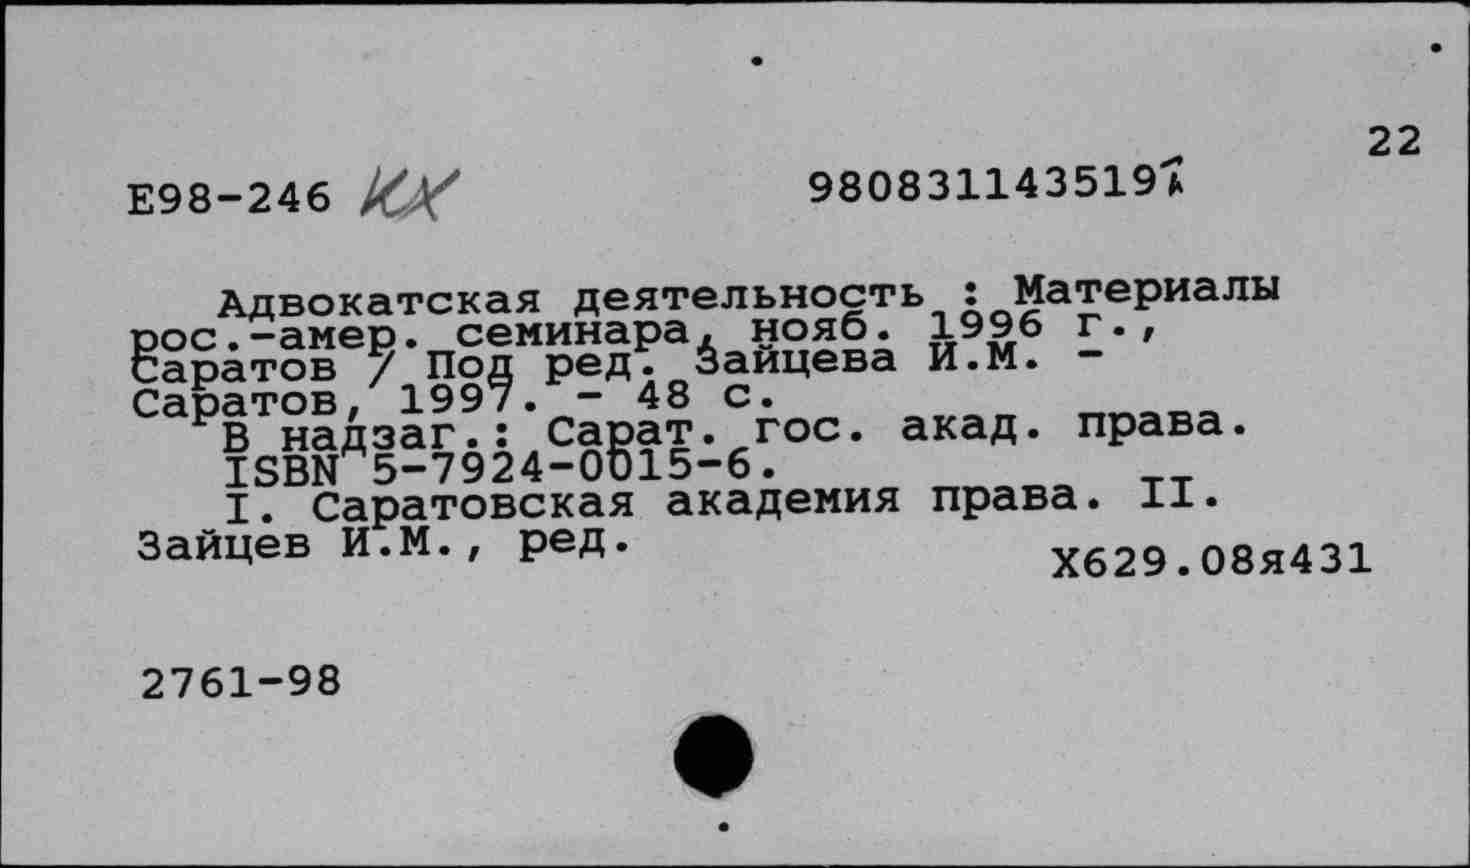 22
Е98-246 КХ
9808311435191
Адвокатская деятельность : Материалы
рос.-амер. семинара, нояб. 1996 г.,
Саратов / Под ред. Зайцева И.М. -
Саратов, 1997. - 48 с.
В надзаг.: Сарат. гос. акад. права.
ISBN 5-7924-0015-6.
I. Саратовская академия права. II.
Зайцев И.М., ред.
Х629.08я431
2761-98